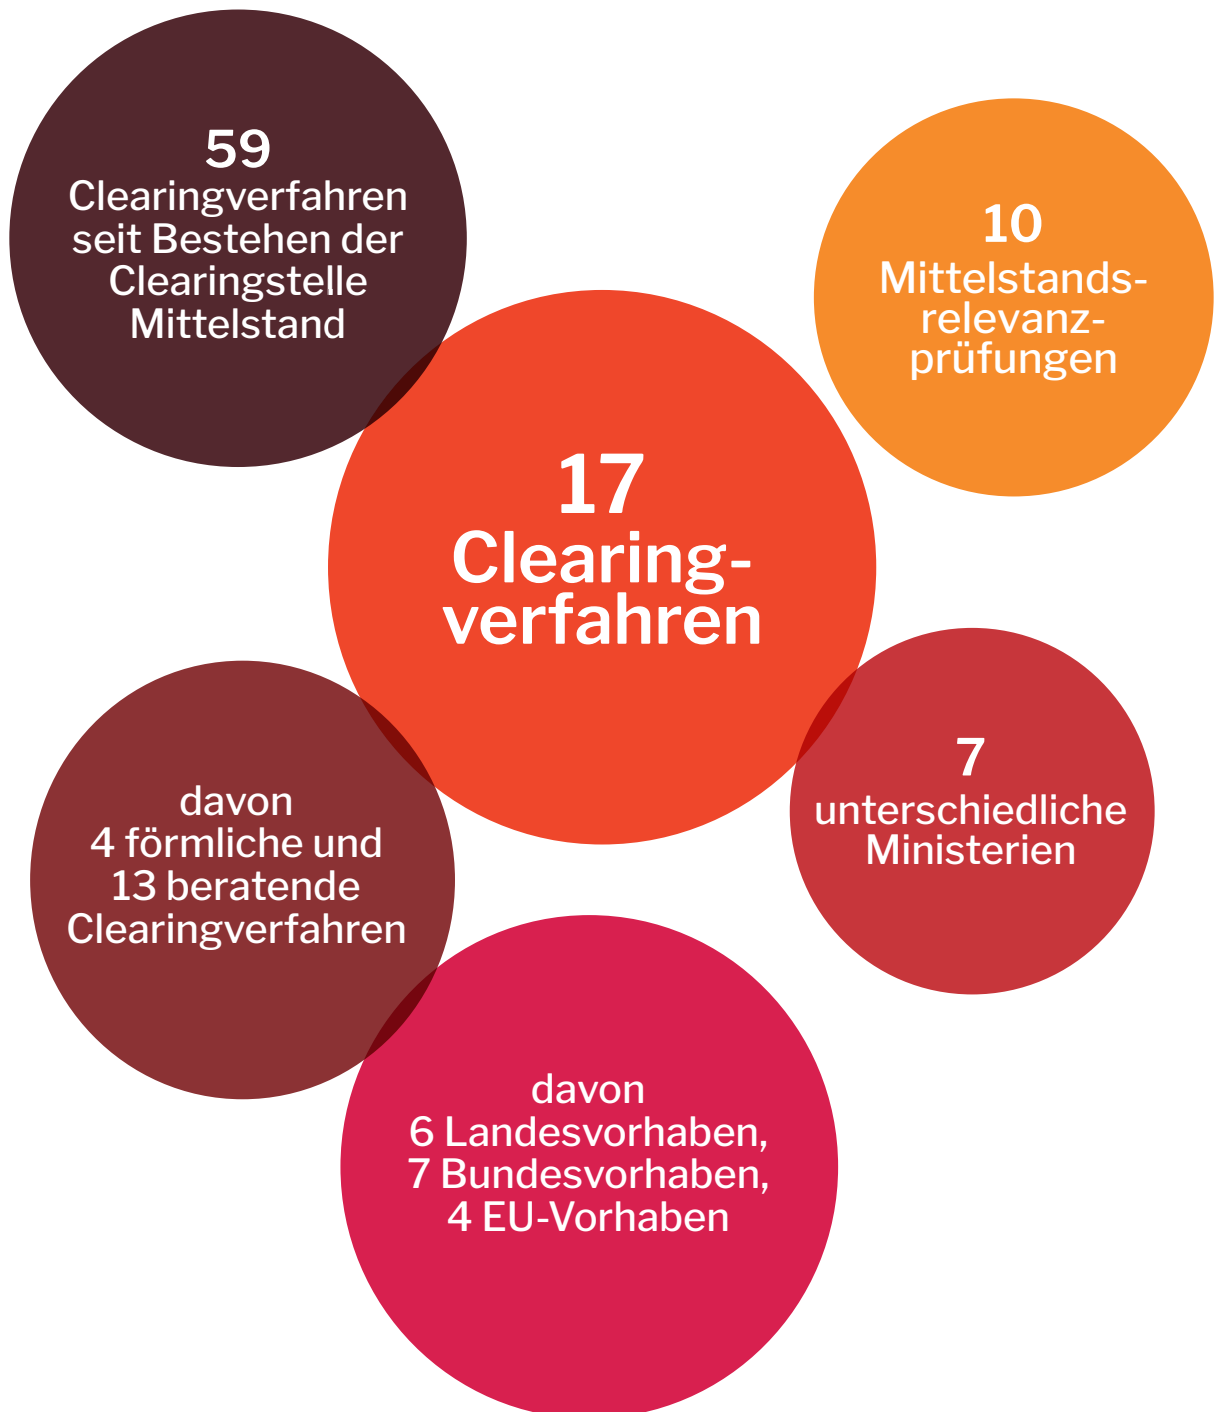 59
Clearingverfahren
seit Bestehen der
Clearingstelle
Mittelstand
10
Mittelstands-
relevanz-
prüfungen
17
Clearing-
verfahren
7
unterschiedliche
Ministerien
davon
4 förmliche und
13 beratende
Clearingverfahren
davon
6 Landesvorhaben,
7 Bundesvorhaben,
4 EU-Vorhaben